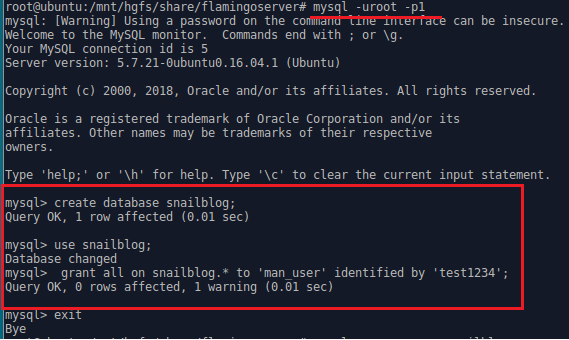 root@ubuntu:/mnt/hgfs/share/flamingoserver# mysql -uroot -p1
mysql: [Warning] Using a password on the command line interface can be insecure.
Welcome to the MySQL monitor.  Commands end with ; or \g.
Your MySQL connection id is 5
Server version: 5.7.21-0ubuntu0.16.04.1 (Ubuntu)
Copyright (c) 2000, 2018, Oracle and/or its affiliates. All rights reserved.
Oracle is a registered trademark of Oracle Corporation and/or its
affiliates. Other names may be trademarks of their respective
owners.
Type 'help;' or '\h' for help. Type '\c' to clear the current input statement.
mysql> create database snailblog;
Query OK, 1 row affected (0.01 sec)
mysql> use snailblog;
Database changed
mysql>  grant all on snailblog.* to 'man_user' identified by 'test1234';
Query OK, 0 rows affected, 1 warning (0.01 sec)
mysql> exit
Bye